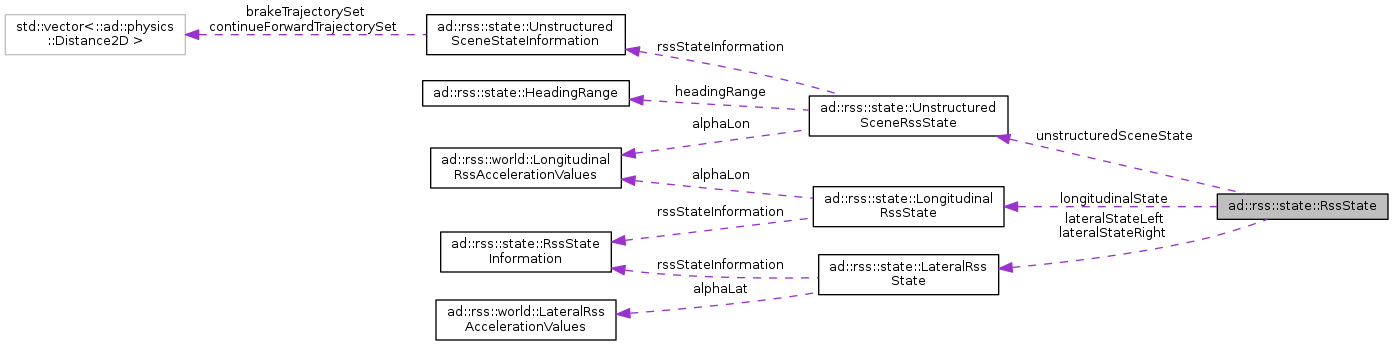 std::vector< ::ad::physics
::Distance2D >
brakeTrajectorySet
continueForwardTrajectorySet
ad::rss::state::Unstructured
SceneStateInformation
rssStateInformation
ad::rss::state::HeadingRange
headingRange
ad::rss::state::Unstructured
SceneRssState
alphaLon
unstructuredSceneState
ad::rss::world::Longitudinal
RssAccelerationValues
alphaLon
ad::rss::state::Longitudinal
RssState
longitudinalState
ad::rss::state::RssState
rssStateInformation
lateralStateLeft
lateralStateRight
ad::rss::state::RssState
Information
rssStateInformation
ad::rss::state::LateralRss
State
alphaLat
ad::rss::world::LateralRss
AccelerationValues